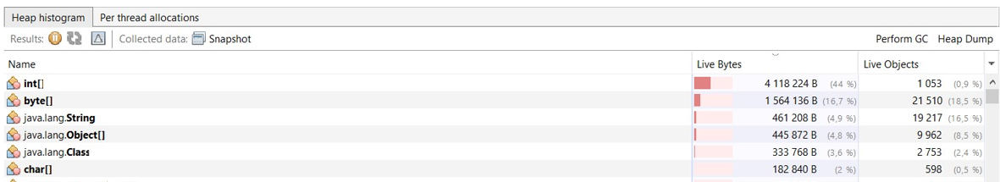 Heap histogram Per thread allocations
Results: Collected data: Snapshot Perform GC Heap Dump
Name Live Bytes Live Objects
int[] 4 118 224 B (44 %) 1 053 (0,9 %)
byte[] 1 564 136 B (16,7 %) 21 510 (18,5 %)
java.lang.String 461 208 B (4,9 %) 19 217 (16,5 %)
java.lang.Object[] 445 872 B (4,8 %) 9 962 (8,5 %)
java.lang.Class 333 768 B (3,6 %) 2 753 (2,4 %)
char[] 182 840 B (2 %) 598 (0,5 %)